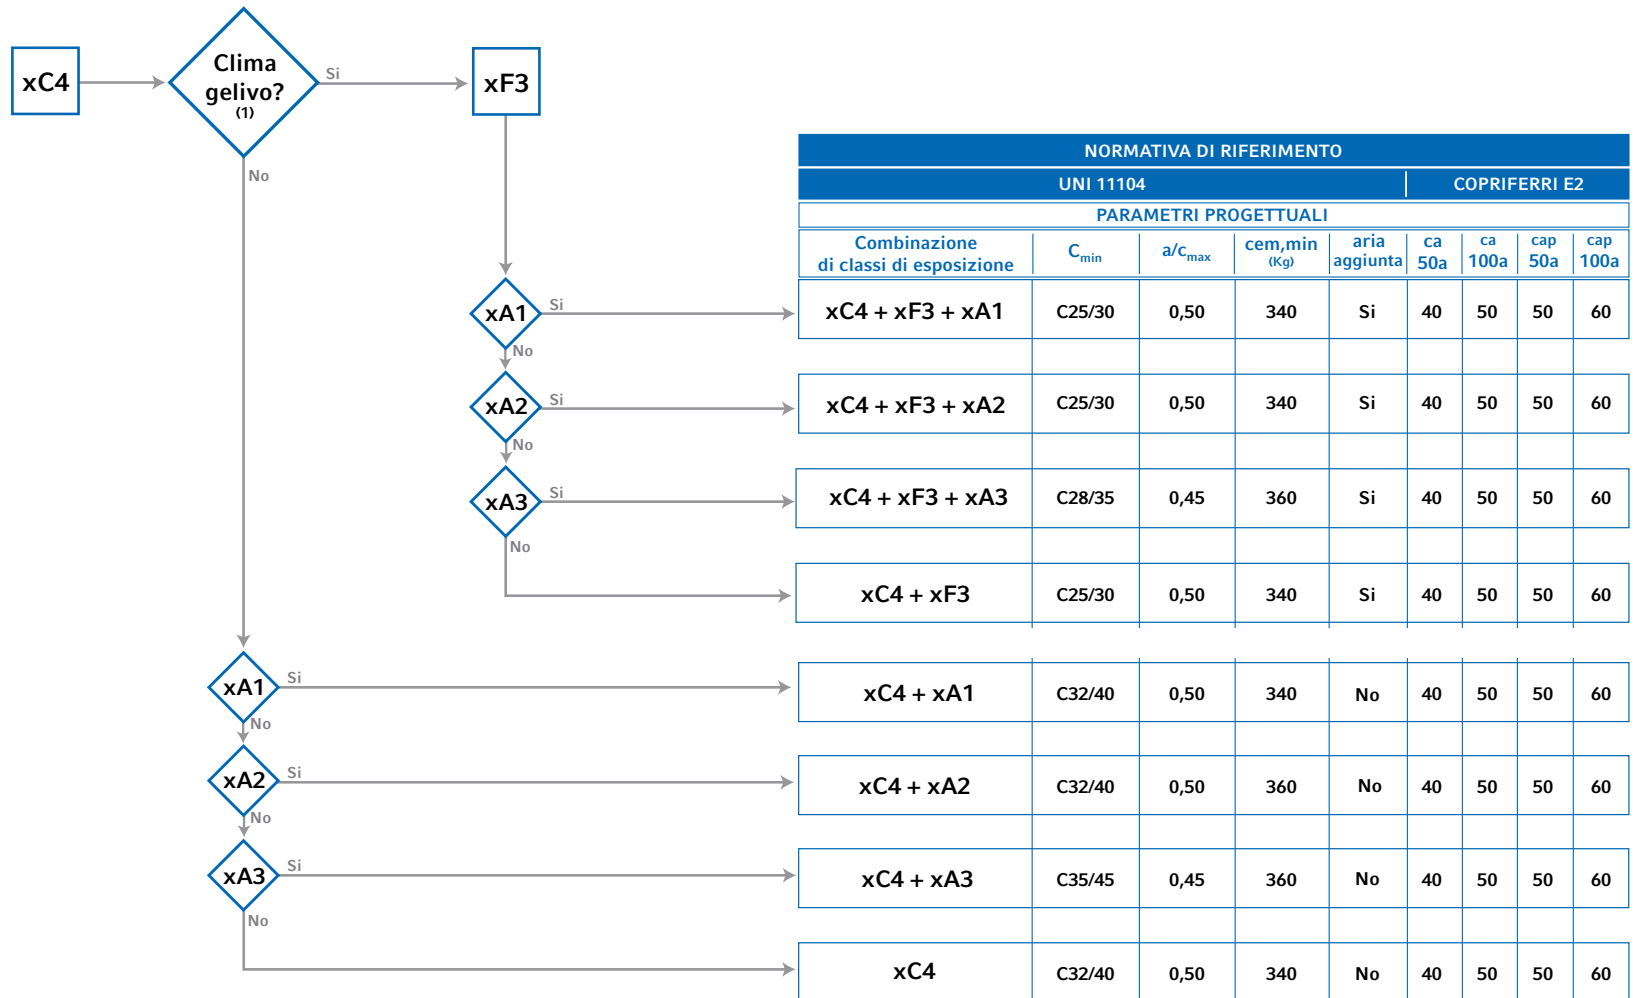 xC4
Clima
gelivo?
(1)
Si
xF3
No
NORMATIVA DI RIFERIMENTO
UNI 11104 COPRIFERRI E2
PARAMETRI PROGETTUALI
Combinazione
di classi di esposizione
Cmin
a/cmax
cem,min
(Kg)
aria
aggiunta
ca
50a
ca
100a
cap
50a
cap
100a
xA1 Si xC4 + xF3 + xA1 C25/30 0,50 340 Si 40 50 50 60
No
xA2 Si xC4 + xF3 + xA2 C25/30 0,50 340 Si 40 50 50 60
No
xA3 Si xC4 + xF3 + xA3 C28/35 0,45 360 Si 40 50 50 60
No
xC4 + xF3 C25/30 0,50 340 Si 40 50 50 60
xA1 Si xC4 + xA1 C32/40 0,50 340 No 40 50 50 60
No
xA2 Si xC4 + xA2 C32/40 0,50 360 No 40 50 50 60
No
xA3 Si xC4 + xA3 C35/45 0,45 360 No 40 50 50 60
No
xC4 C32/40 0,50 340 No 40 50 50 60